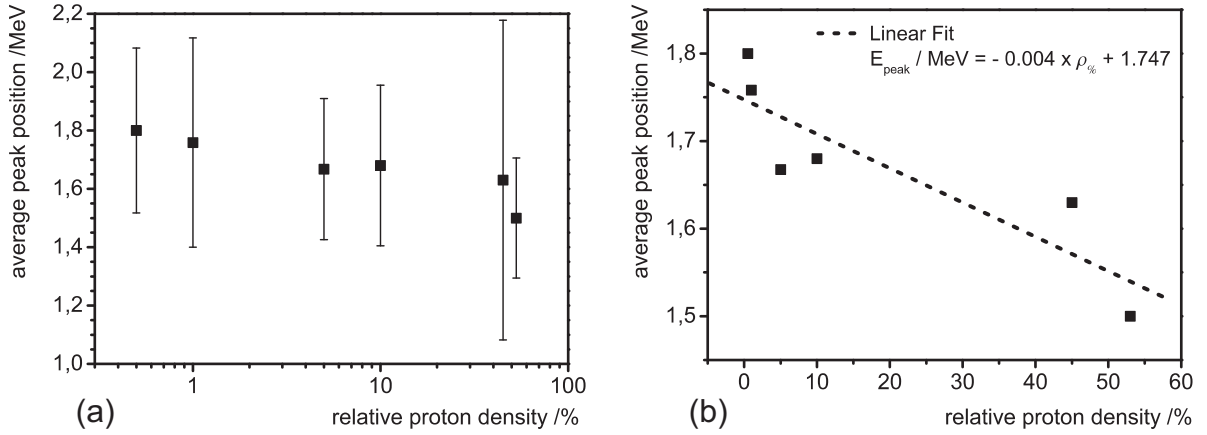 2,2
2,0
1,8
1,6
1,4
1,2
1,0
average peak position /MeV
1
10
100
relative proton density /%
(a)
1,8
1,7
1,6
1,5
average peak position /MeV
Linear Fit
E_peak / MeV = - 0.004 x ρ_% + 1.747
0
10
20
30
40
50
60
relative proton density /%
(b)